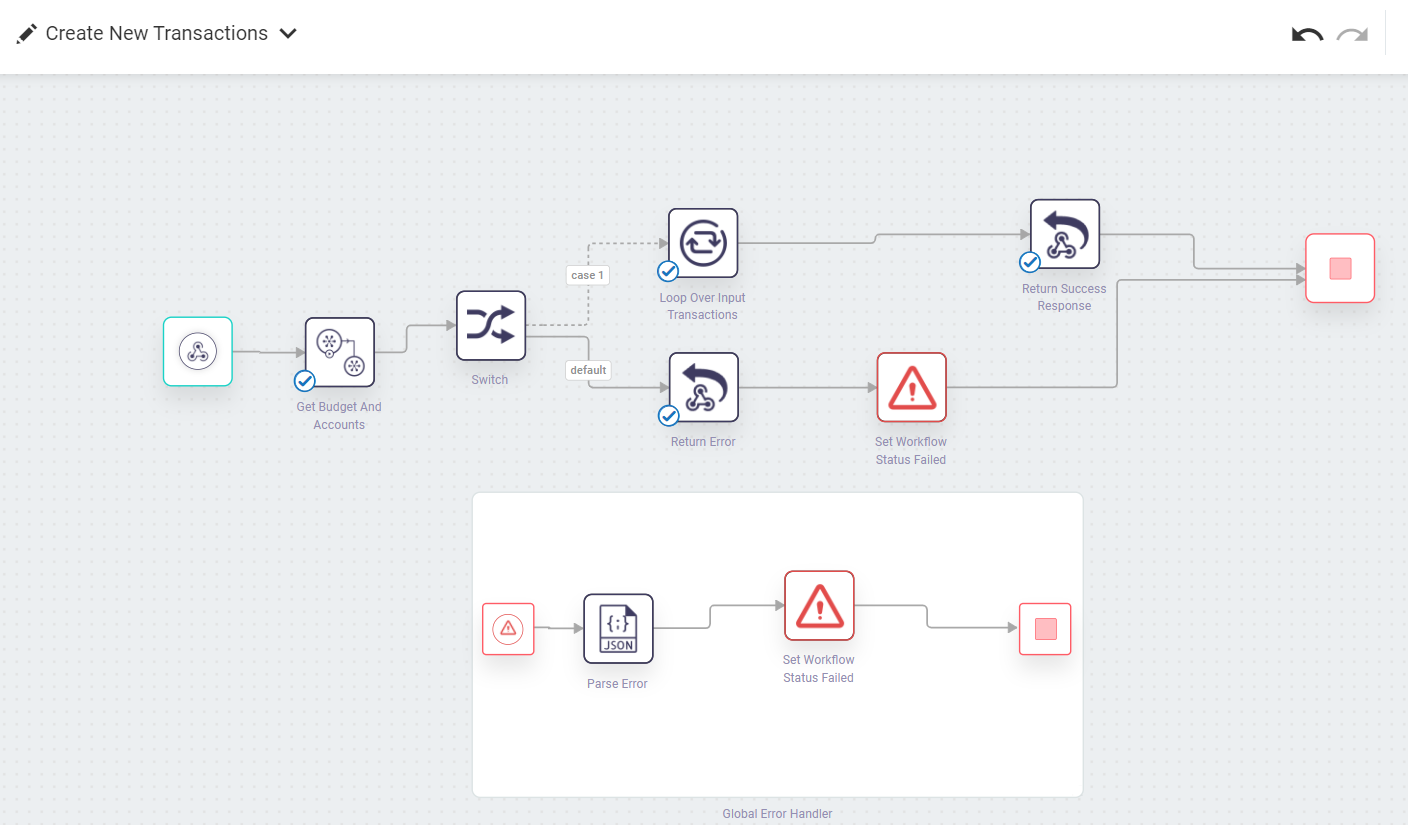 Create New Transactions
case 1
Loop Over Input
Transactions
Return Success
Response
Get Budget And
Accounts
Switch
default
Return Error
Set Workflow
Status Failed
{;}
JSON
Parse Error
Set Workflow
Status Failed
Global Error Handler